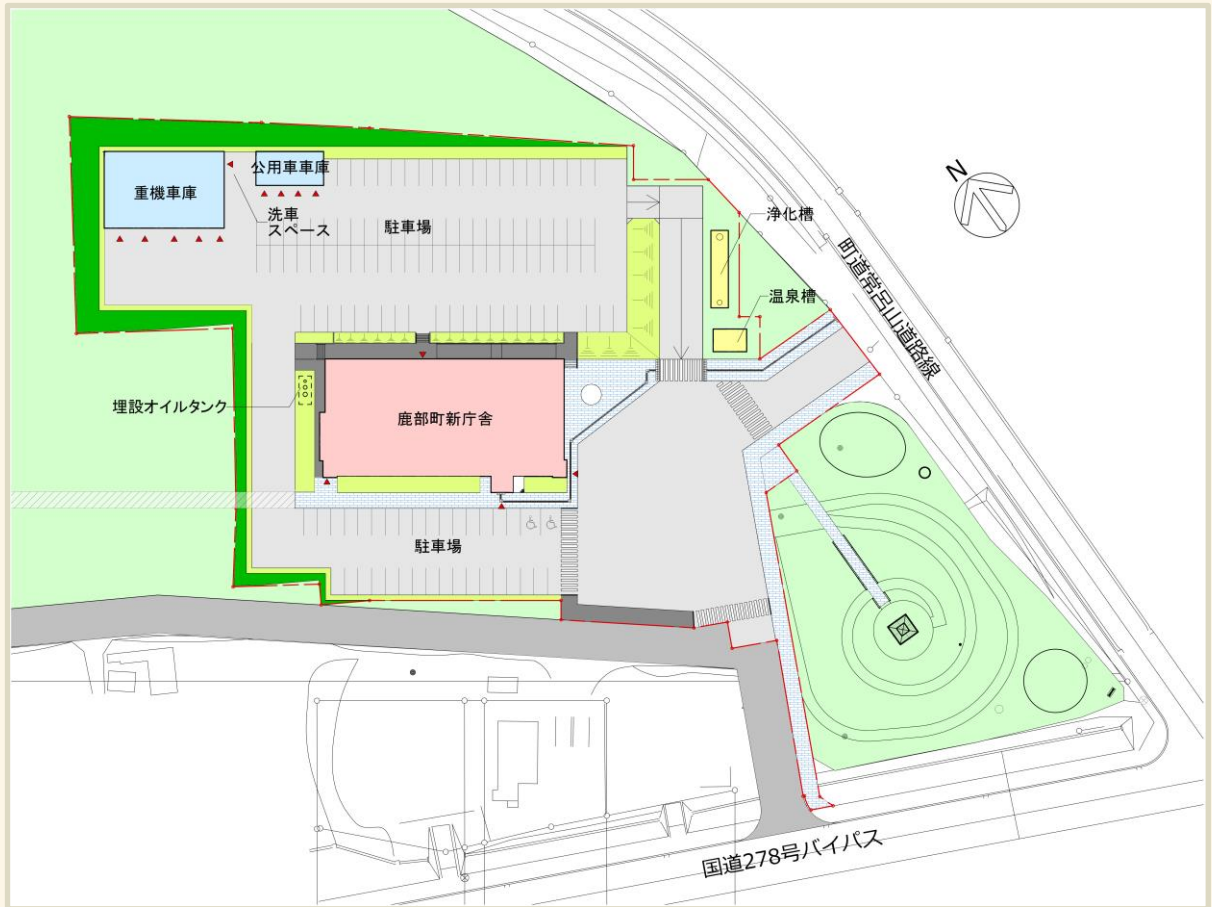 公用車車庫
重機車庫
洗車
スペース
駐車場
浄化槽
N
町道常呂山道路線
温泉槽
埋設オイルタンク
鹿部町新庁舎
駐車場
国道278号バイパス